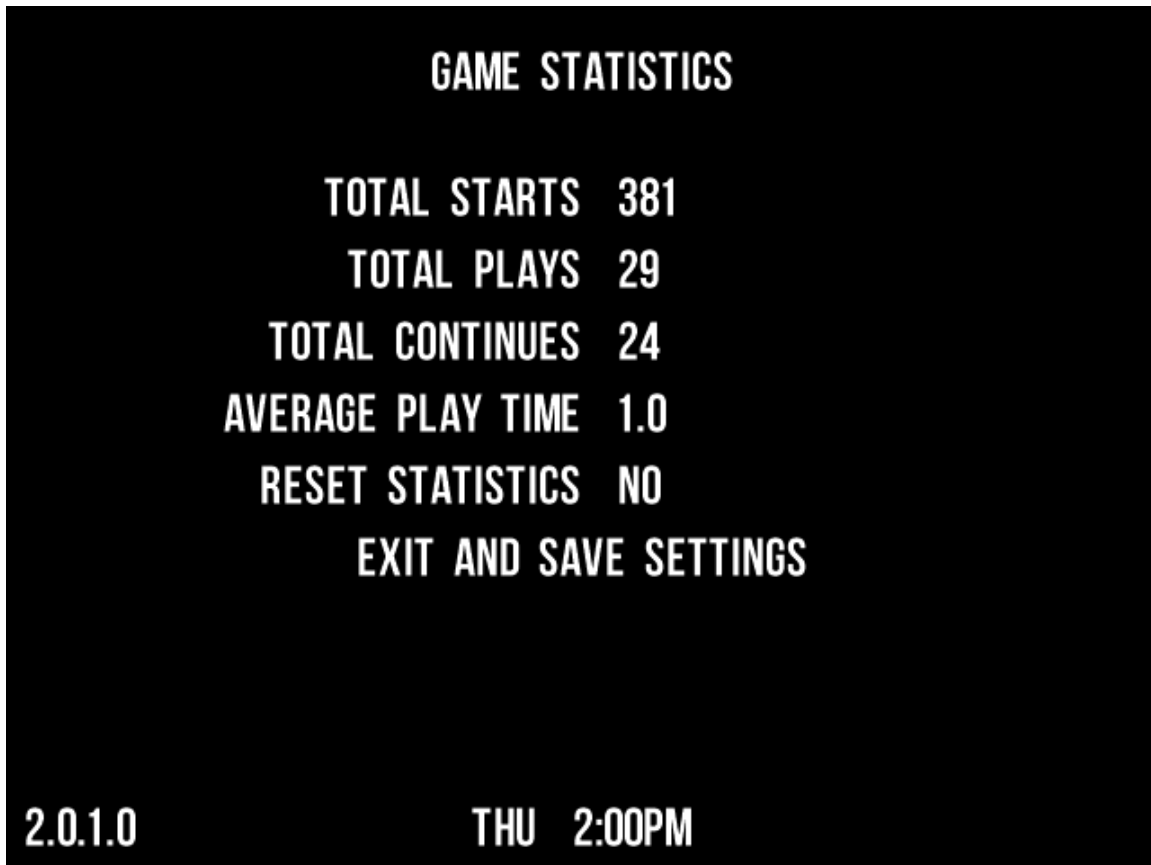 GAME STATISTICS
TOTAL STARTS 381
TOTAL PLAYS 29
TOTAL CONTINUES 24
AVERAGE PLAY TIME 1.0
RESET STATISTICS NO
EXIT AND SAVE SETTINGS
2.0.1.0 THU 2:00PM